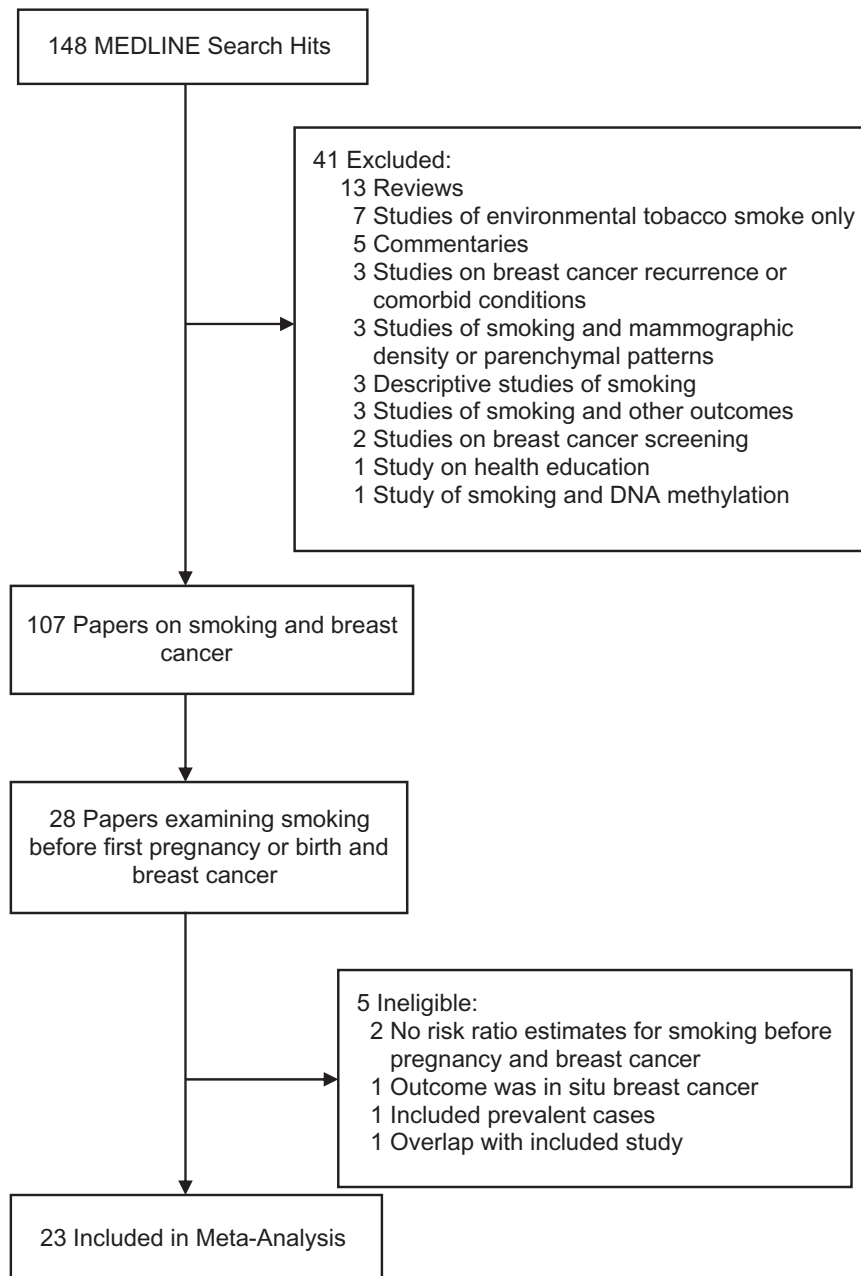 148 MEDLINE Search Hits
41 Excluded:
13 Reviews
7 Studies of environmental tobacco smoke only
5 Commentaries
3 Studies on breast cancer recurrence or
comorbid conditions
3 Studies of smoking and mammographic
density or parenchymal patterns
3 Descriptive studies of smoking
3 Studies of smoking and other outcomes
2 Studies on breast cancer screening
1 Study on health education
1 Study of smoking and DNA methylation
107 Papers on smoking and breast
cancer
28 Papers examining smoking
before first pregnancy or birth and
breast cancer
5 Ineligible:
2 No risk ratio estimates for smoking before
pregnancy and breast cancer
1 Outcome was in situ breast cancer
1 Included prevalent cases
1 Overlap with included study
23 Included in Meta-Analysis